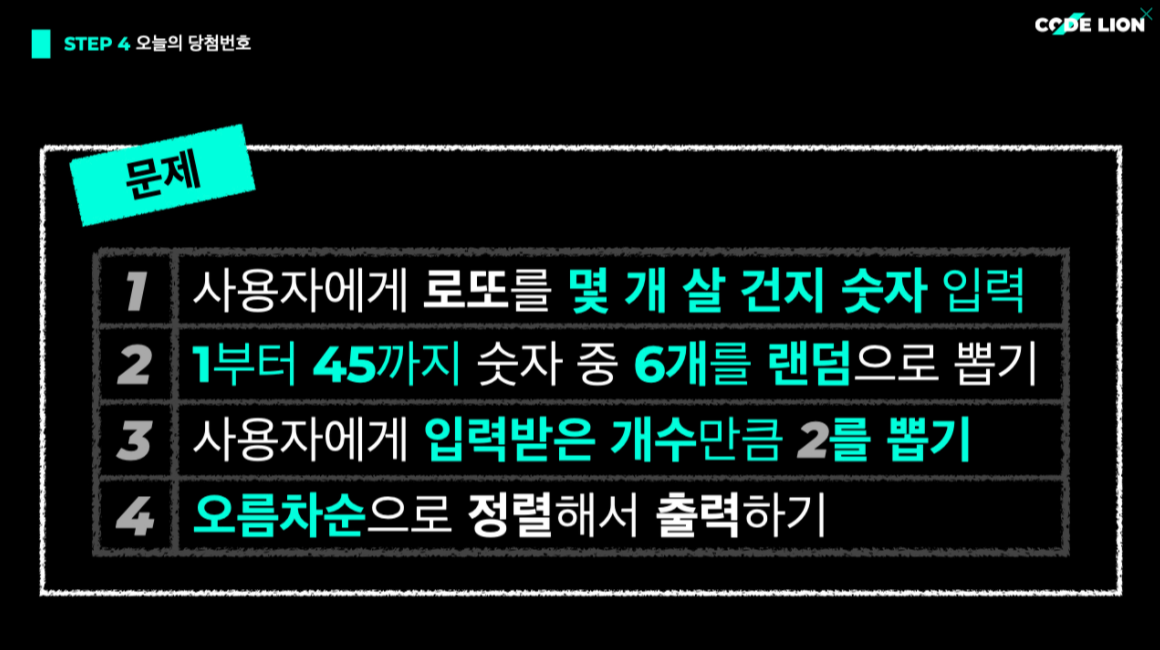 STEP 4 오늘의 당첨번호
CODE LION
문제
1 사용자에게 로또를 몇 개 살 건지 숫자 입력
2 1부터 45까지 숫자 중 6개를 랜덤으로 뽑기
3 사용자에게 입력받은 개수만큼 2를 뽑기
4 오름차순으로 정렬해서 출력하기